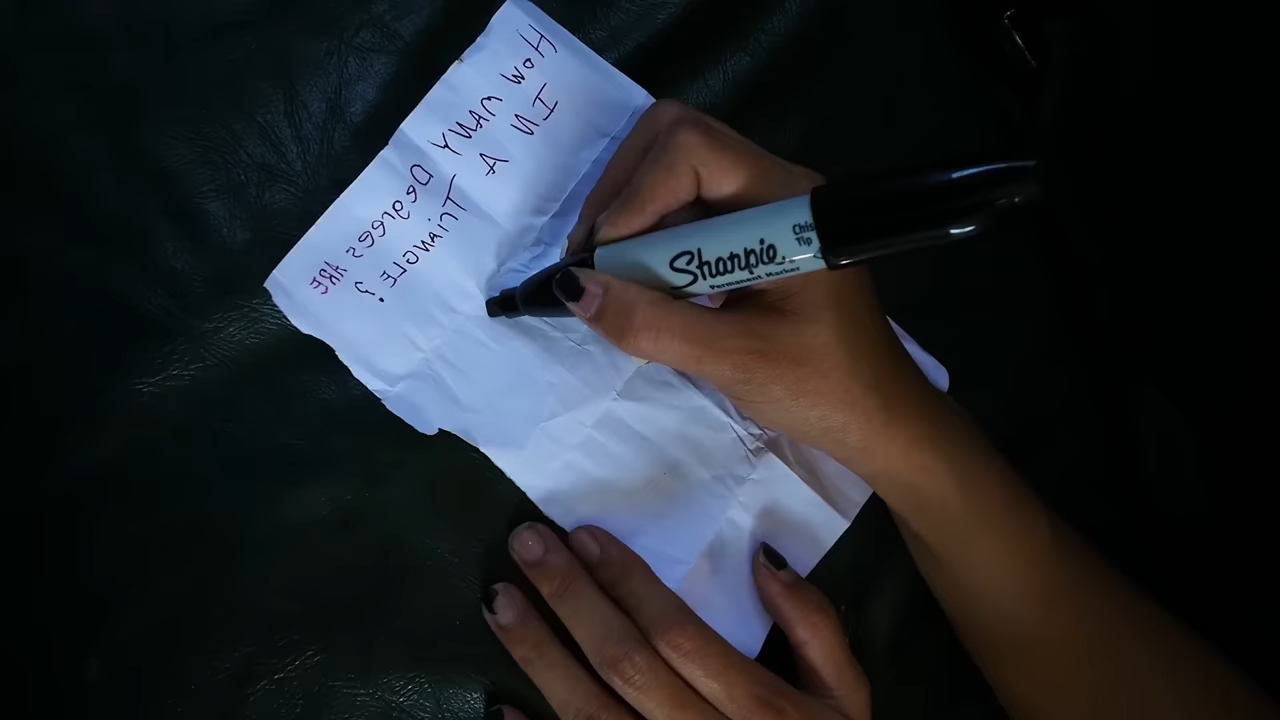 How MANY Degrees ARE
IN A TriANGLE?
Sharpie.
Permanent Marker
Chis
Tip